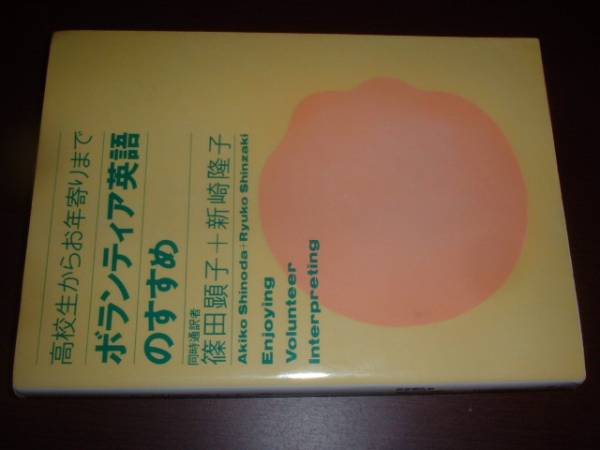 高校生からお年寄りまで
ボランティア英語
のすすめ
同時通訳者
篠田顕子＋新崎隆子
Akiko Shinoda+Ryuko Shinzaki
Enjoying
Volunteer
Interpreting